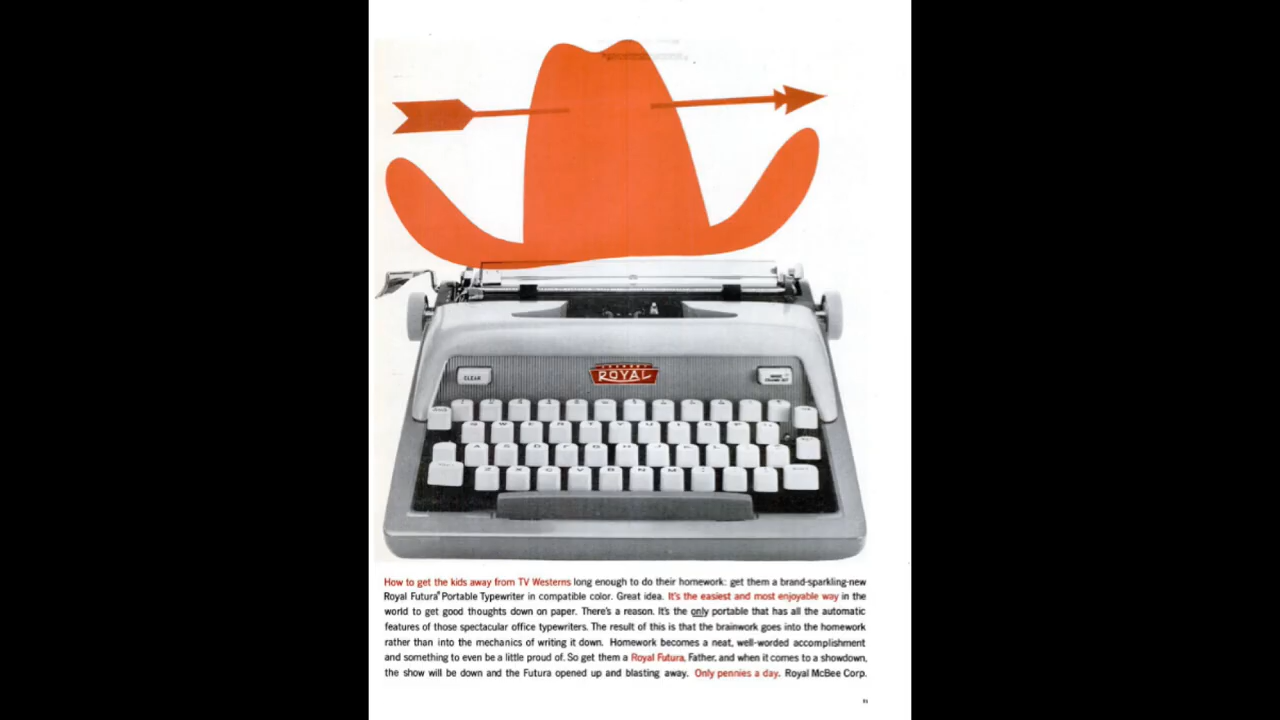 CLEAR
ROYAL
How to get the kids away from TV Westerns long enough to do their homework: get them a brand-sparkling-new
Royal Futura® Portable Typewriter in compatible color. Great idea. It's the easiest and most enjoyable way in the
world to get good thoughts down on paper. There's a reason. It's the only portable that has all the automatic
features of those spectacular office typewriters. The result of this is that the brainwork goes into the homework
rather than into the mechanics of writing it down. Homework becomes a neat, well-worded accomplishment
and something to even be a little proud of. So get them a Royal Futura, Father, and when it comes to a showdown,
the show will be down and the Futura opened up and blasting away. Only pennies a day. Royal McBee Corp.